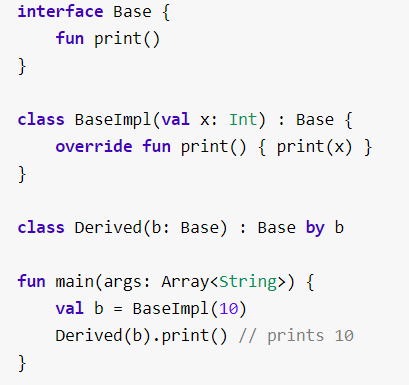 interface Base {
    fun print()
}

class BaseImpl(val x: Int) : Base {
    override fun print() { print(x) }
}

class Derived(b: Base) : Base by b

fun main(args: Array<String>) {
    val b = BaseImpl(10)
    Derived(b).print() // prints 10
}